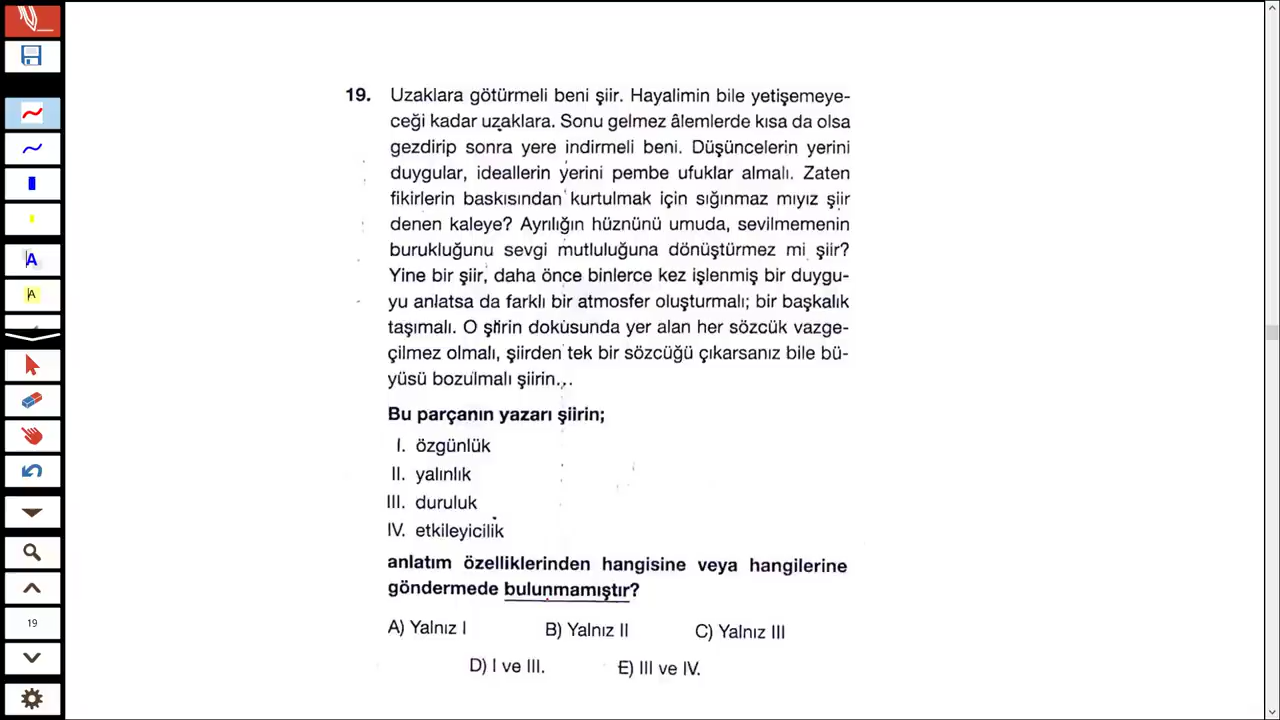 19. Uzaklara götürmeli beni şiir. Hayalimin bile yetişemeye-
ceği kadar uzaklara. Sonu gelmez âlemlerde kısa da olsa
gezdirip sonra yere indirmeli beni. Düşüncelerin yerini
duygular, ideallerin yerini pembe ufuklar almalı. Zaten
fikirlerin baskısından kurtulmak için sığınmaz mıyız şiir
denen kaleye? Ayrılığın hüznünü umuda, sevilmemenin
burukluğunu sevgi mutluluğuna dönüştürmez mi şiir?
Yine bir şiir, daha önce binlerce kez işlenmiş bir duygu-
yu anlatsa da farklı bir atmosfer oluşturmalı; bir başkalık
taşımalı. O şiirin dokusunda yer alan her sözcük vazge-
çilmez olmalı, şiirden tek bir sözcüğü çıkarsanız bile bü-
yüsü bozulmalı şiirin...
Bu parçanın yazarı şiirin;
I. özgünlük
II. yalınlık
III. duruluk
IV. etkileyicilik
anlatım özelliklerinden hangisine veya hangilerine
göndermede bulunmamıştır?
A) Yalnız I B) Yalnız II C) Yalnız III
D) I ve III. E) III ve IV.
A
A
19